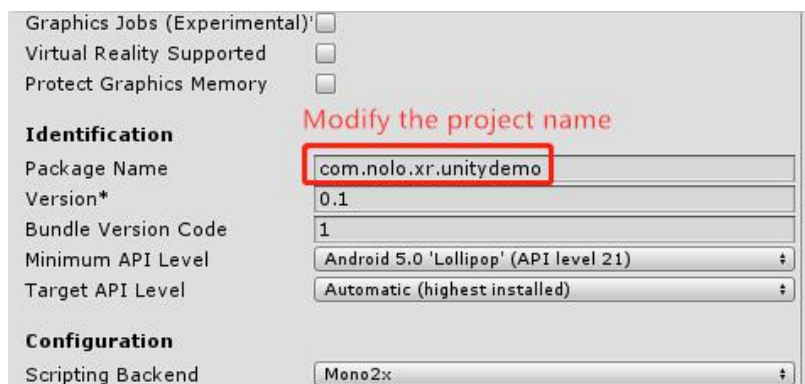 Graphics Jobs (Experimental)*
Virtual Reality Supported
Protect Graphics Memory
Modify the project name
Identification
Package Name com.nolo.xr.unitydemo
Version* 0.1
Bundle Version Code 1
Minimum API Level Android 5.0 'Lollipop' (API level 21)
Target API Level Automatic (highest installed)
Configuration
Scripting Backend Mono2x